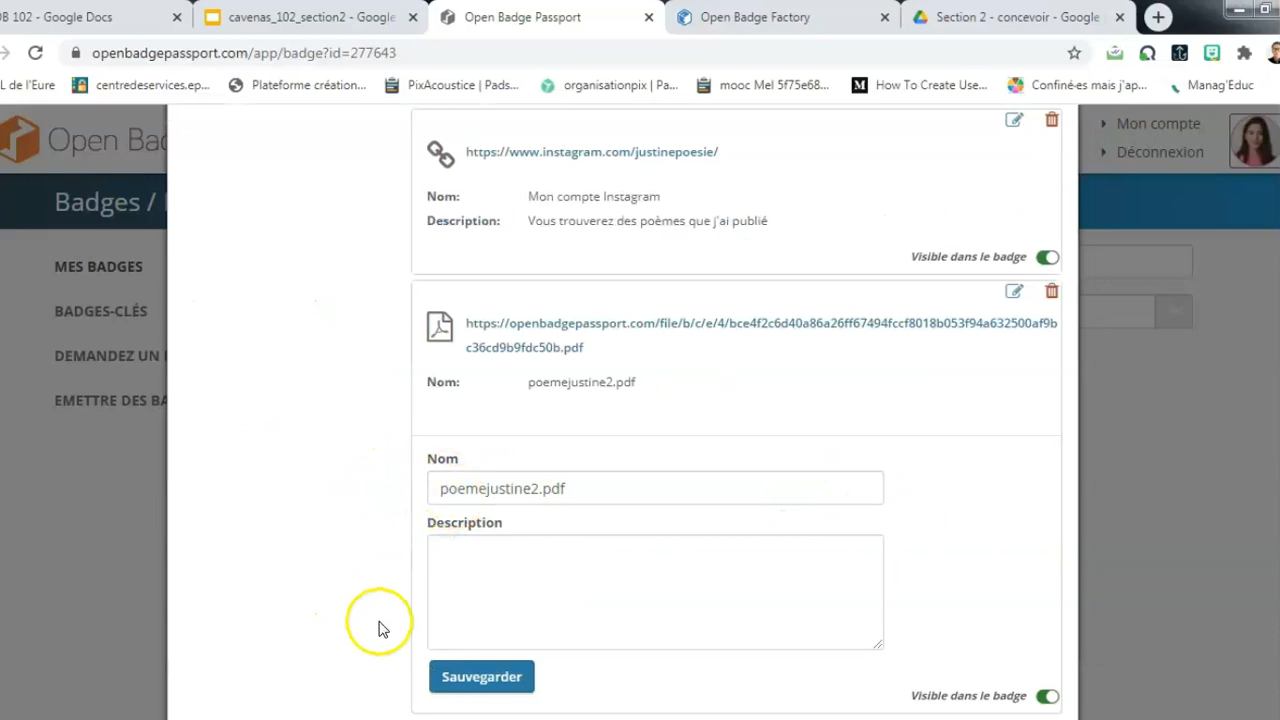 OB 102 - Google Docs
cavenas_102_section2 - Google
Open Badge Passport
Open Badge Factory
Section 2 - concevoir - Google
openbadgepassport.com/app/badge?id=277643
L de l'Eure
centredeservices.ep...
Plateforme création...
PixAcoustice | Pads...
organisationpix | Pa...
mooc Mel 5f75e68...
How To Create Use...
Confiné·es mais j'ap...
Manag'Educ
Open Ba
Mon compte
Déconnexion
Badges /
MES BADGES
BADGES-CLÉS
DEMANDEZ UN
EMETTRE DES BA
https://www.instagram.com/justinepoesie/
Nom: Mon compte Instagram
Description: Vous trouverez des poèmes que j'ai publié
Visible dans le badge
https://openbadgepassport.com/file/b/c/e/4/bce4f2c6d40a86a26ff67494fccf8018b053f94a632500af9b
c36cd9b9fdc50b.pdf
Nom: poemejustine2.pdf
Nom
poemejustine2.pdf
Description
Sauvegarder
Visible dans le badge